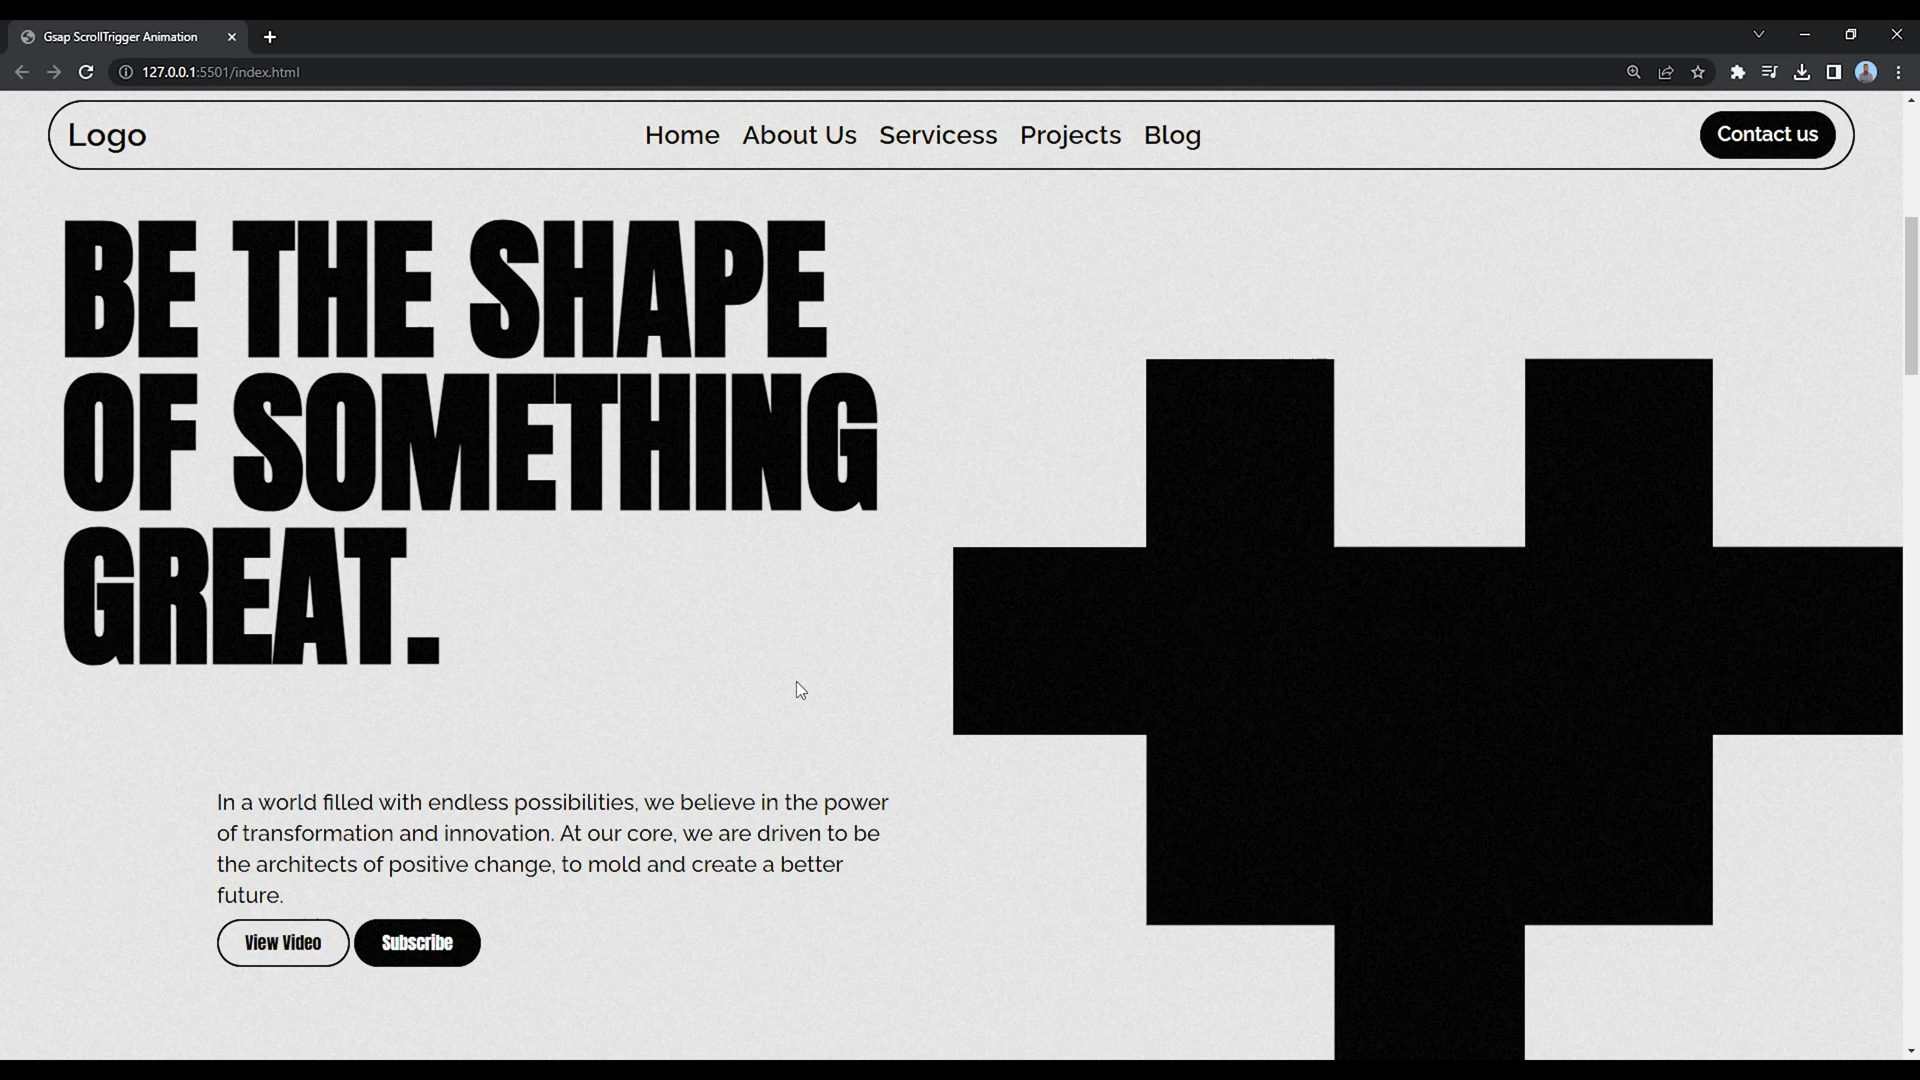 Gsap ScrollTrigger Animation
127.0.0.1:5501/index.html
Logo
Home About Us Servicess Projects Blog
Contact us
BE THE SHAPE
OF SOMETHING
GREAT.
In a world filled with endless possibilities, we believe in the power
of transformation and innovation. At our core, we are driven to be
the architects of positive change, to mold and create a better
future.
View Video Subscribe